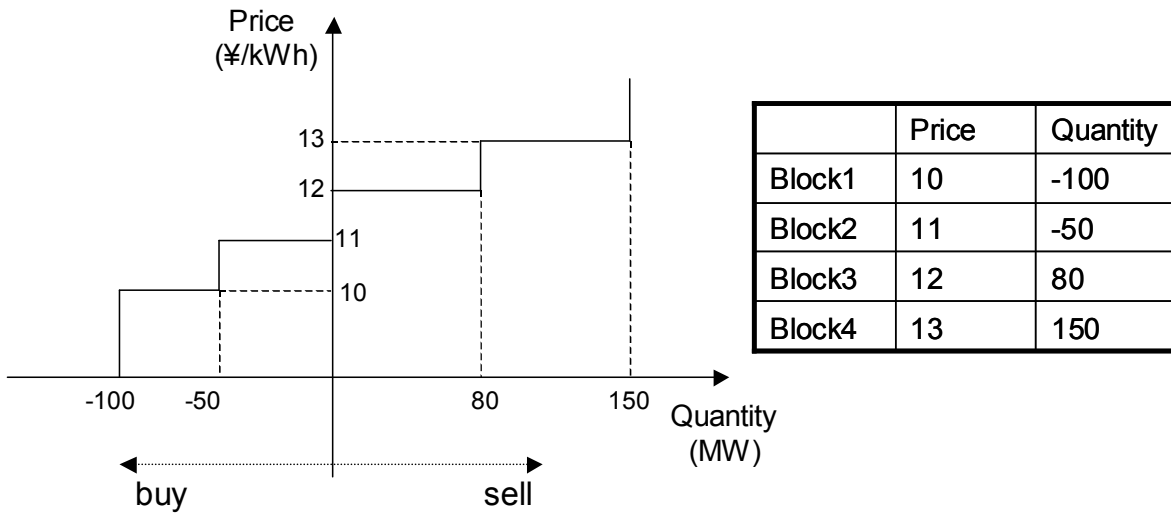 Price
(¥/kWh)
13
12
11
10
-100 -50 80 150
Quantity
(MW)
buy sell
Price Quantity
Block1 10 -100
Block2 11 -50
Block3 12 80
Block4 13 150